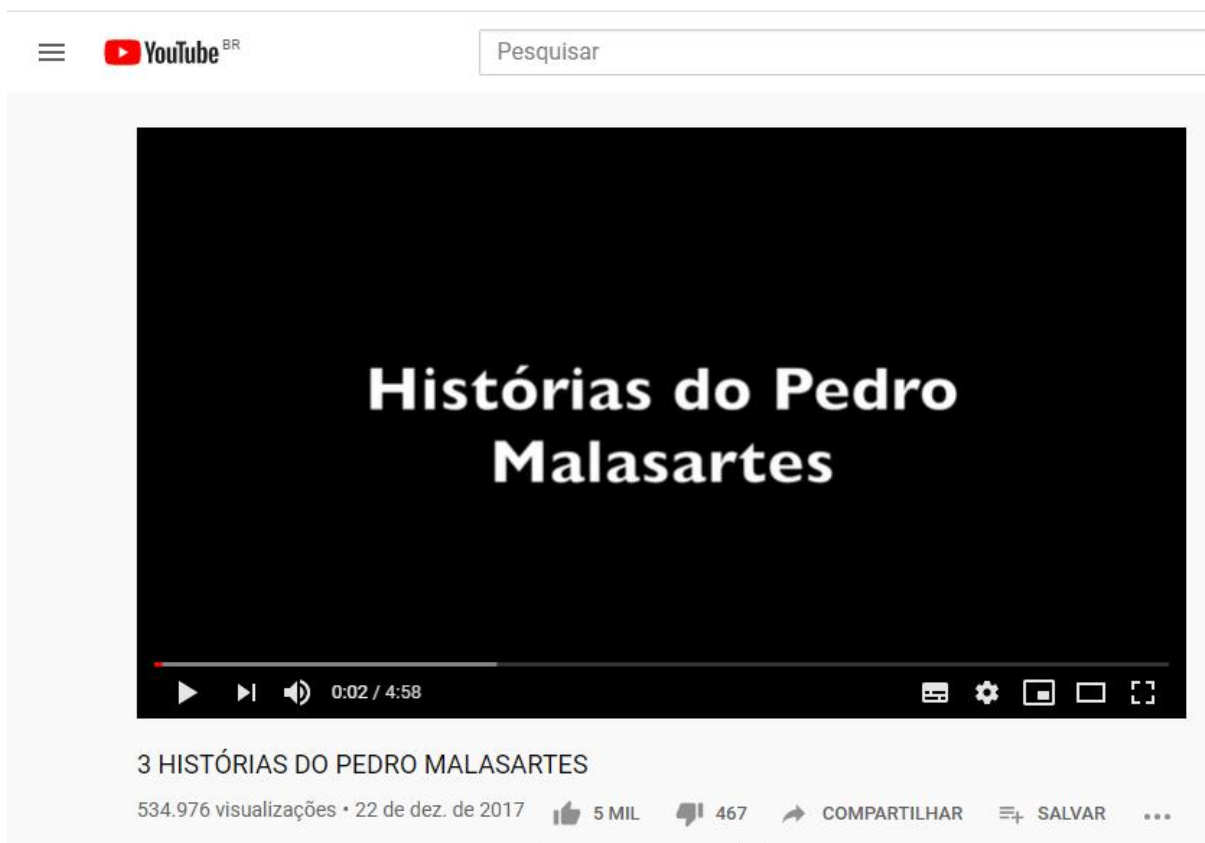 YouTube BR
Pesquisar
Histórias do Pedro
Malasartes
0:02 / 4:58
3 HISTÓRIAS DO PEDRO MALASARTES
534.976 visualizações • 22 de dez. de 2017 5 MIL 467 COMPARTILHAR SALVAR